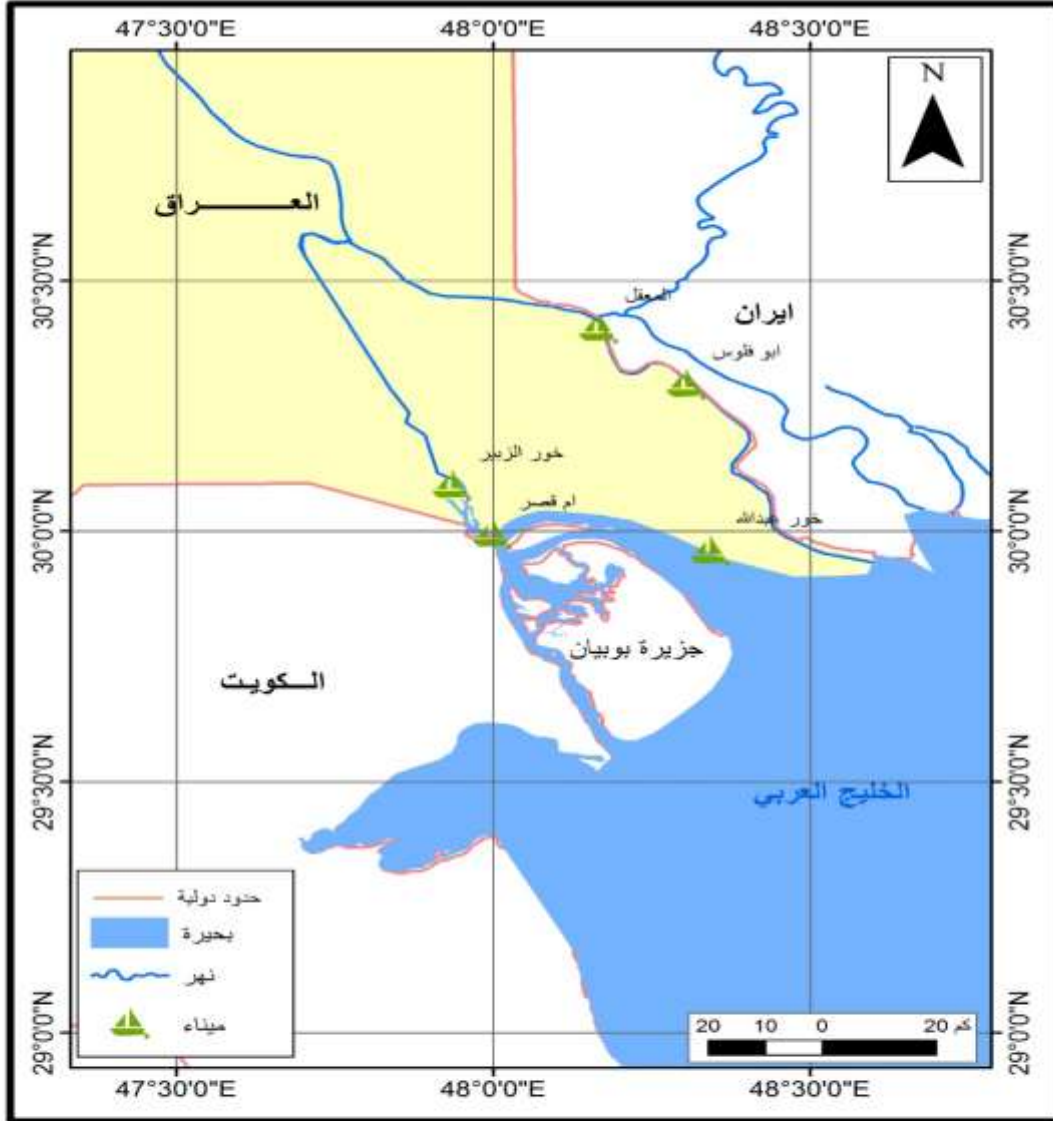 47°30'0"E 48°0'0"E 48°30'0"E
N
العـــــــراق
30°30'0"N 30°30'0"N
المعقل
ايران
ابو فلوس
خور الزبير
ام قصر
خور عبدالله
30°0'0"N 30°0'0"N
جزيرة بوبيان
الـكـويـت
29°30'0"N 29°30'0"N
الخليج العربي
حدود دولية
بحيرة
نهر
ميناء
29°0'0"N 29°0'0"N
20 10 0 20 كم
47°30'0"E 48°0'0"E 48°30'0"E